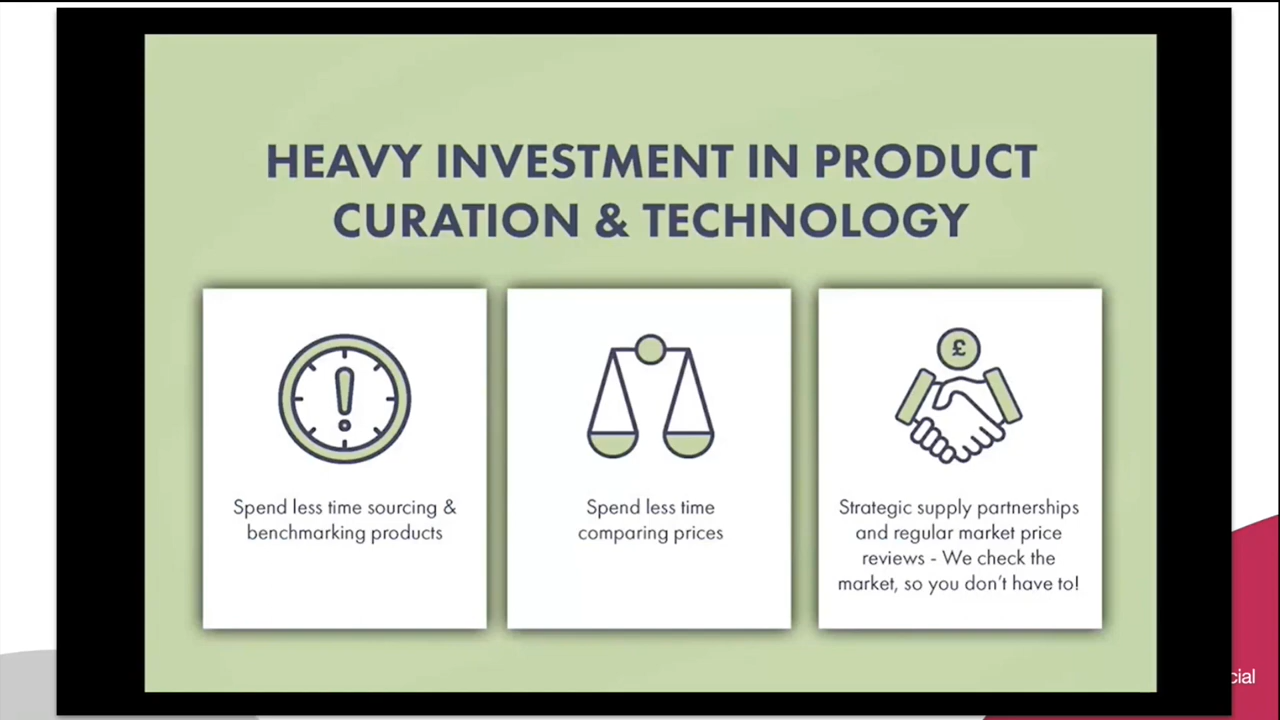 HEAVY INVESTMENT IN PRODUCT
CURATION & TECHNOLOGY
£
Spend less time sourcing &
benchmarking products
Spend less time
comparing prices
Strategic supply partnerships
and regular market price
reviews - We check the
market, so you don't have to!